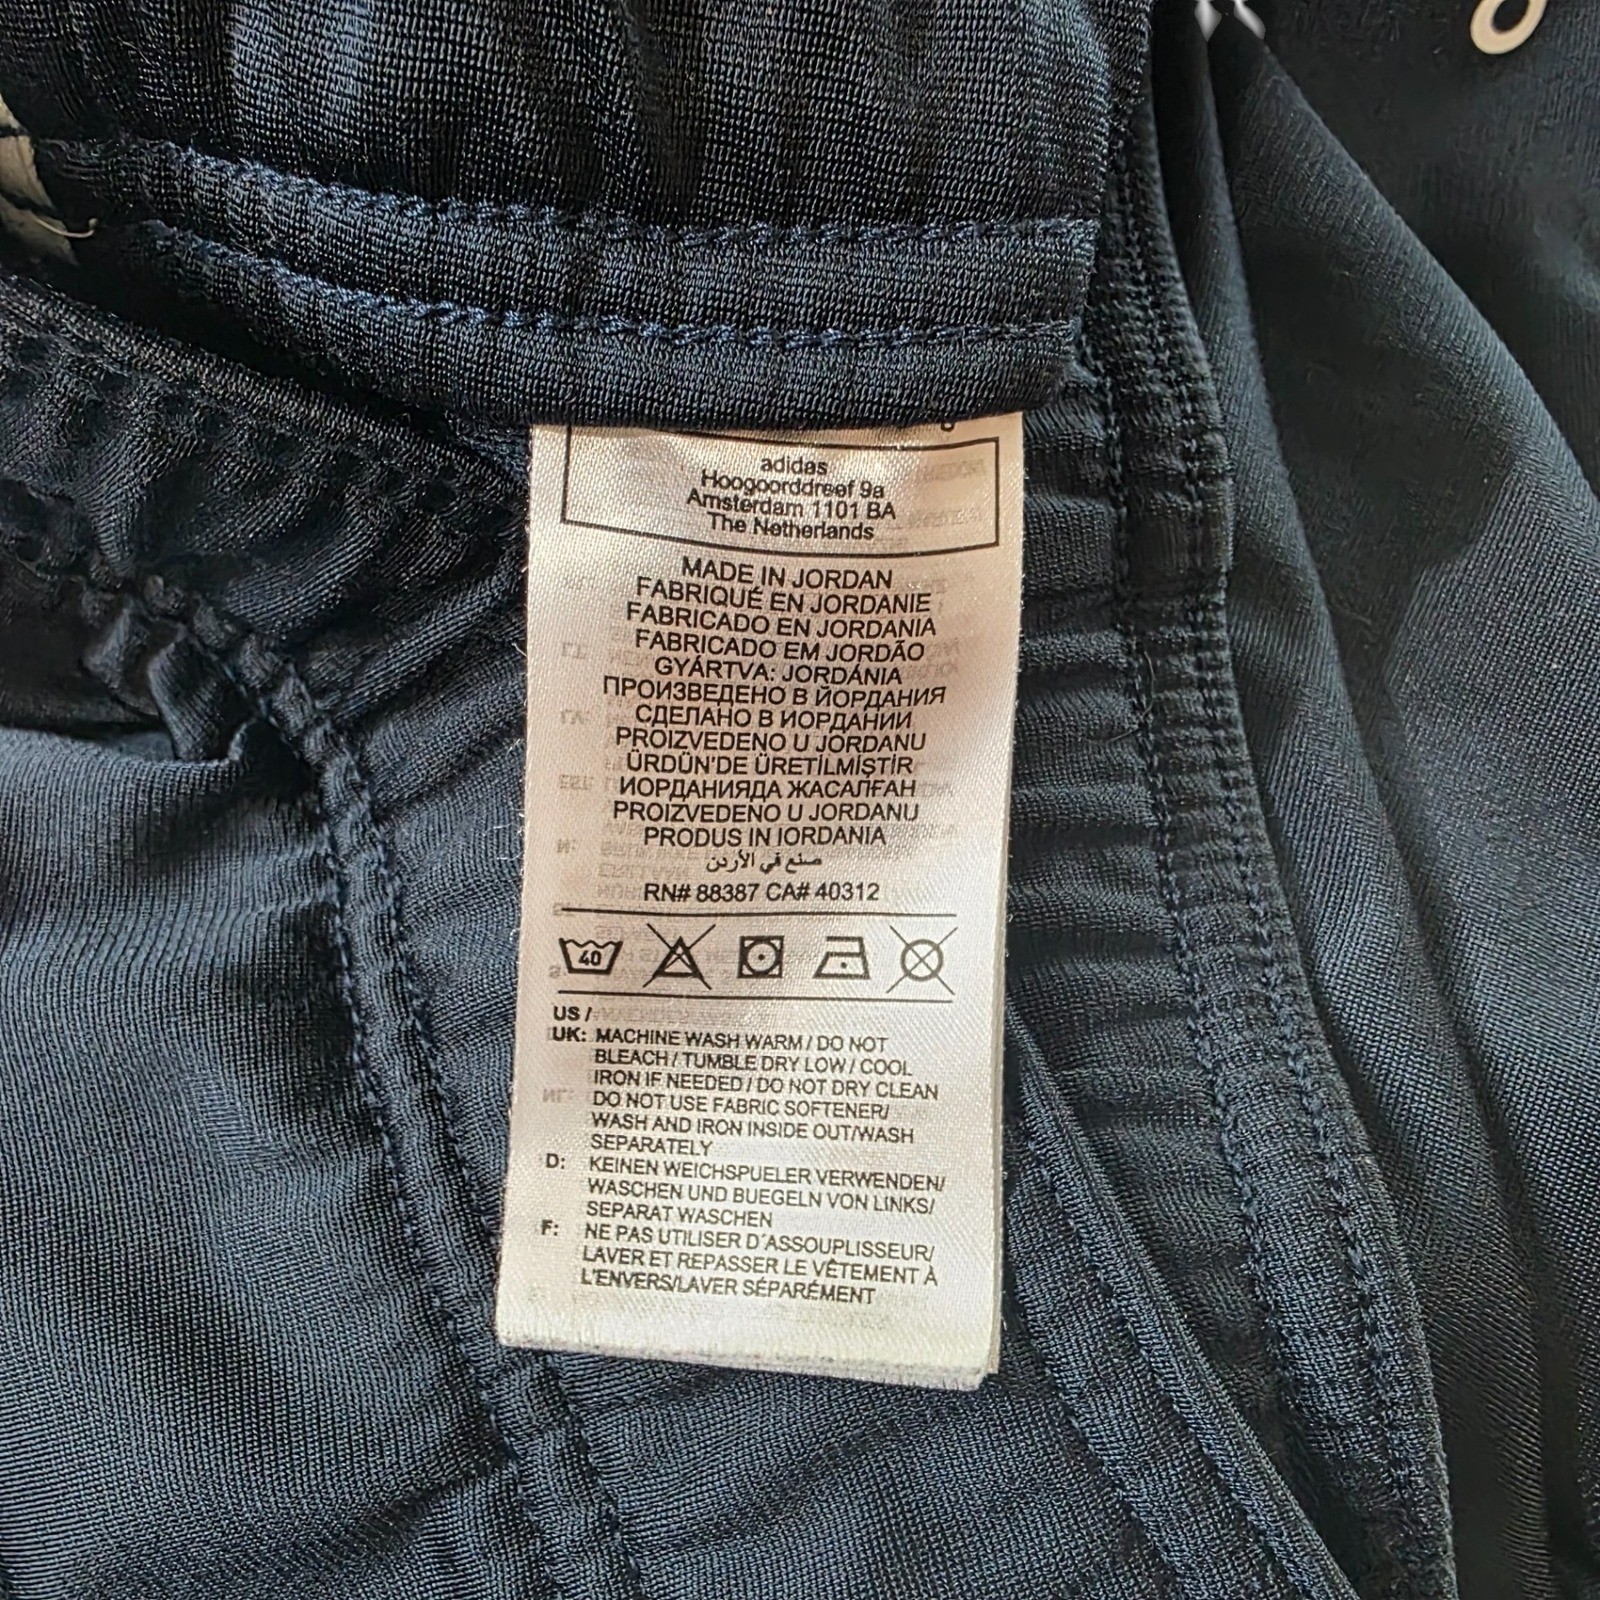 adidas
Hoogoorddreef 9a
Amsterdam 1101 BA
The Netherlands
MADE IN JORDAN
FABRIQUÉ EN JORDANIE
FABRICADO EN JORDANIA
FABRICADO EM JORDÃO
GYÁRTVA: JORDÁNIA
ПРОИЗВЕДЕНО В ЙОРДАНИЯ
СДЕЛАНО В ИОРДАНИИ
PROIZVEDENO U JORDANU
ÜRDÜN'DE ÜRETİLMİŞTİR
ИОРДАНИЯДА ЖАСАЛҒАН
PROIZVEDENO U JORDANU
PRODUS IN IORDANIA
صنع في الأردن
RN# 88387 CA# 40312
40
US /
UK: MACHINE WASH WARM / DO NOT
BLEACH / TUMBLE DRY LOW / COOL
IRON IF NEEDED / DO NOT DRY CLEAN
DO NOT USE FABRIC SOFTENER/
WASH AND IRON INSIDE OUT/WASH
SEPARATELY
D: KEINEN WEICHSPUELER VERWENDEN/
WASCHEN UND BUEGELN VON LINKS/
SEPARAT WASCHEN
F: NE PAS UTILISER D´ASSOUPLISSEUR/
LAVER ET REPASSER LE VÊTEMENT À
L'ENVERS/LAVER SÉPARÉMENT